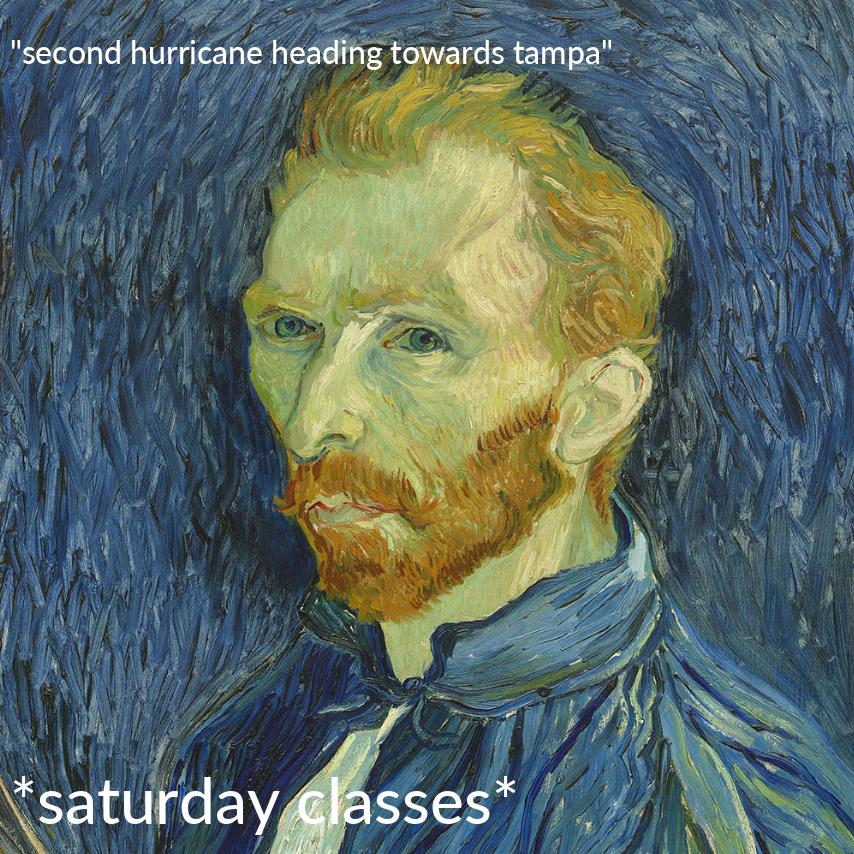 "second hurricane heading towards tampa"
*saturday classes*